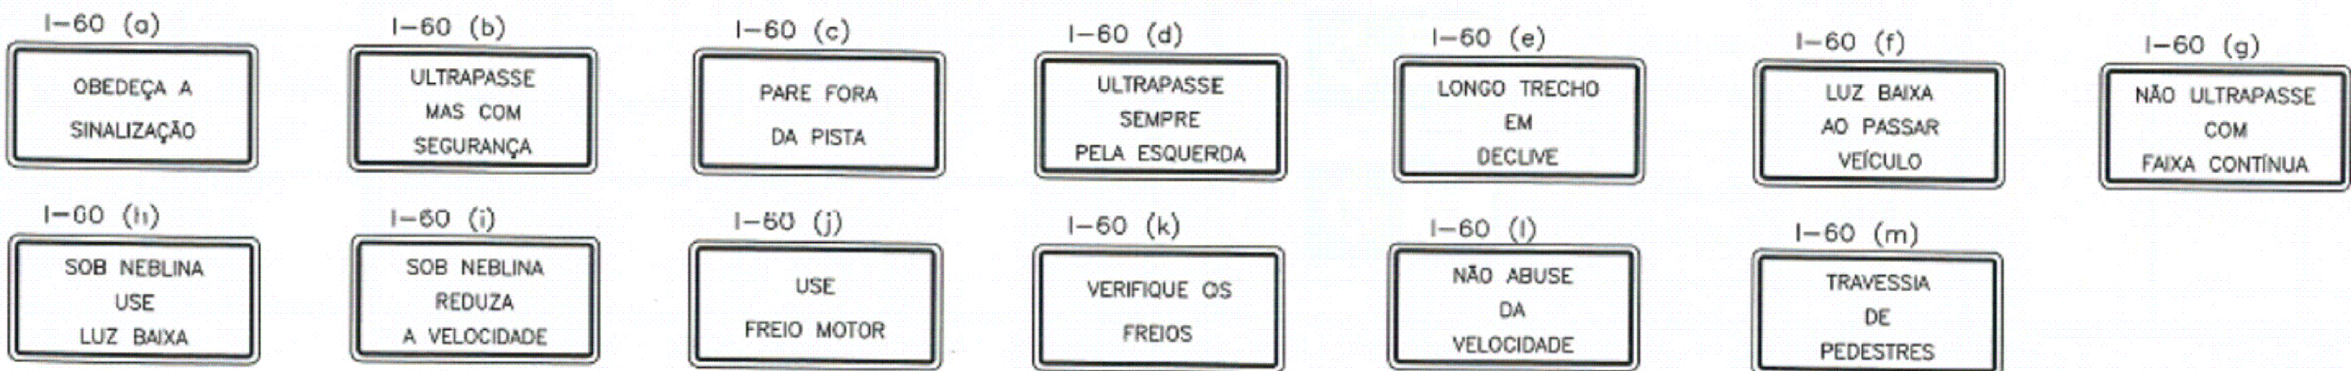 I-60 (a)
OBEDEÇA A
SINALIZAÇÃO
I-60 (b)
ULTRAPASSE
MAS COM
SEGURANÇA
I-60 (c)
PARE FORA
DA PISTA
I-60 (d)
ULTRAPASSE
SEMPRE
PELA ESQUERDA
I-60 (e)
LONGO TRECHO
EM
DECLIVE
I-60 (f)
LUZ BAIXA
AO PASSAR
VEÍCULO
I-60 (g)
NÃO ULTRAPASSE
COM
FAIXA CONTÍNUA
I-60 (h)
SOB NEBLINA
USE
LUZ BAIXA
I-60 (i)
SOB NEBLINA
REDUZA
A VELOCIDADE
I-60 (j)
USE
FREIO MOTOR
I-60 (k)
VERIFIQUE OS
FREIOS
I-60 (l)
NÃO ABUSE
DA
VELOCIDADE
I-60 (m)
TRAVESSIA
DE
PEDESTRES